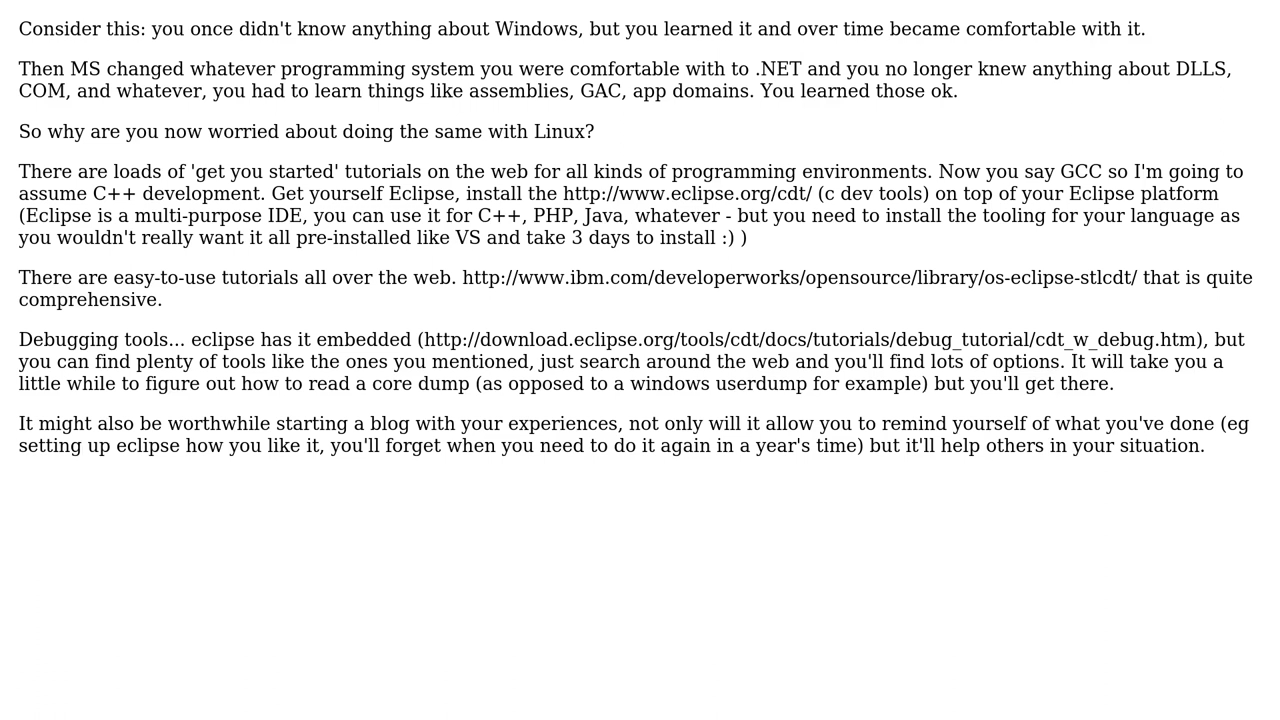 Consider this: you once didn't know anything about Windows, but you learned it and over time became comfortable with it.
Then MS changed whatever programming system you were comfortable with to .NET and you no longer knew anything about DLLS,
COM, and whatever, you had to learn things like assemblies, GAC, app domains. You learned those ok.
So why are you now worried about doing the same with Linux?
There are loads of 'get you started' tutorials on the web for all kinds of programming environments. Now you say GCC so I'm going to
assume C++ development. Get yourself Eclipse, install the http://www.eclipse.org/cdt/ (c dev tools) on top of your Eclipse platform
(Eclipse is a multi-purpose IDE, you can use it for C++, PHP, Java, whatever - but you need to install the tooling for your language as
you wouldn't really want it all pre-installed like VS and take 3 days to install :) )
There are easy-to-use tutorials all over the web. http://www.ibm.com/developerworks/opensource/library/os-eclipse-stlcdt/ that is quite
comprehensive.
Debugging tools... eclipse has it embedded (http://download.eclipse.org/tools/cdt/docs/tutorials/debug_tutorial/cdt_w_debug.htm), but
you can find plenty of tools like the ones you mentioned, just search around the web and you'll find lots of options. It will take you a
little while to figure out how to read a core dump (as opposed to a windows userdump for example) but you'll get there.
It might also be worthwhile starting a blog with your experiences, not only will it allow you to remind yourself of what you've done (eg
setting up eclipse how you like it, you'll forget when you need to do it again in a year's time) but it'll help others in your situation.